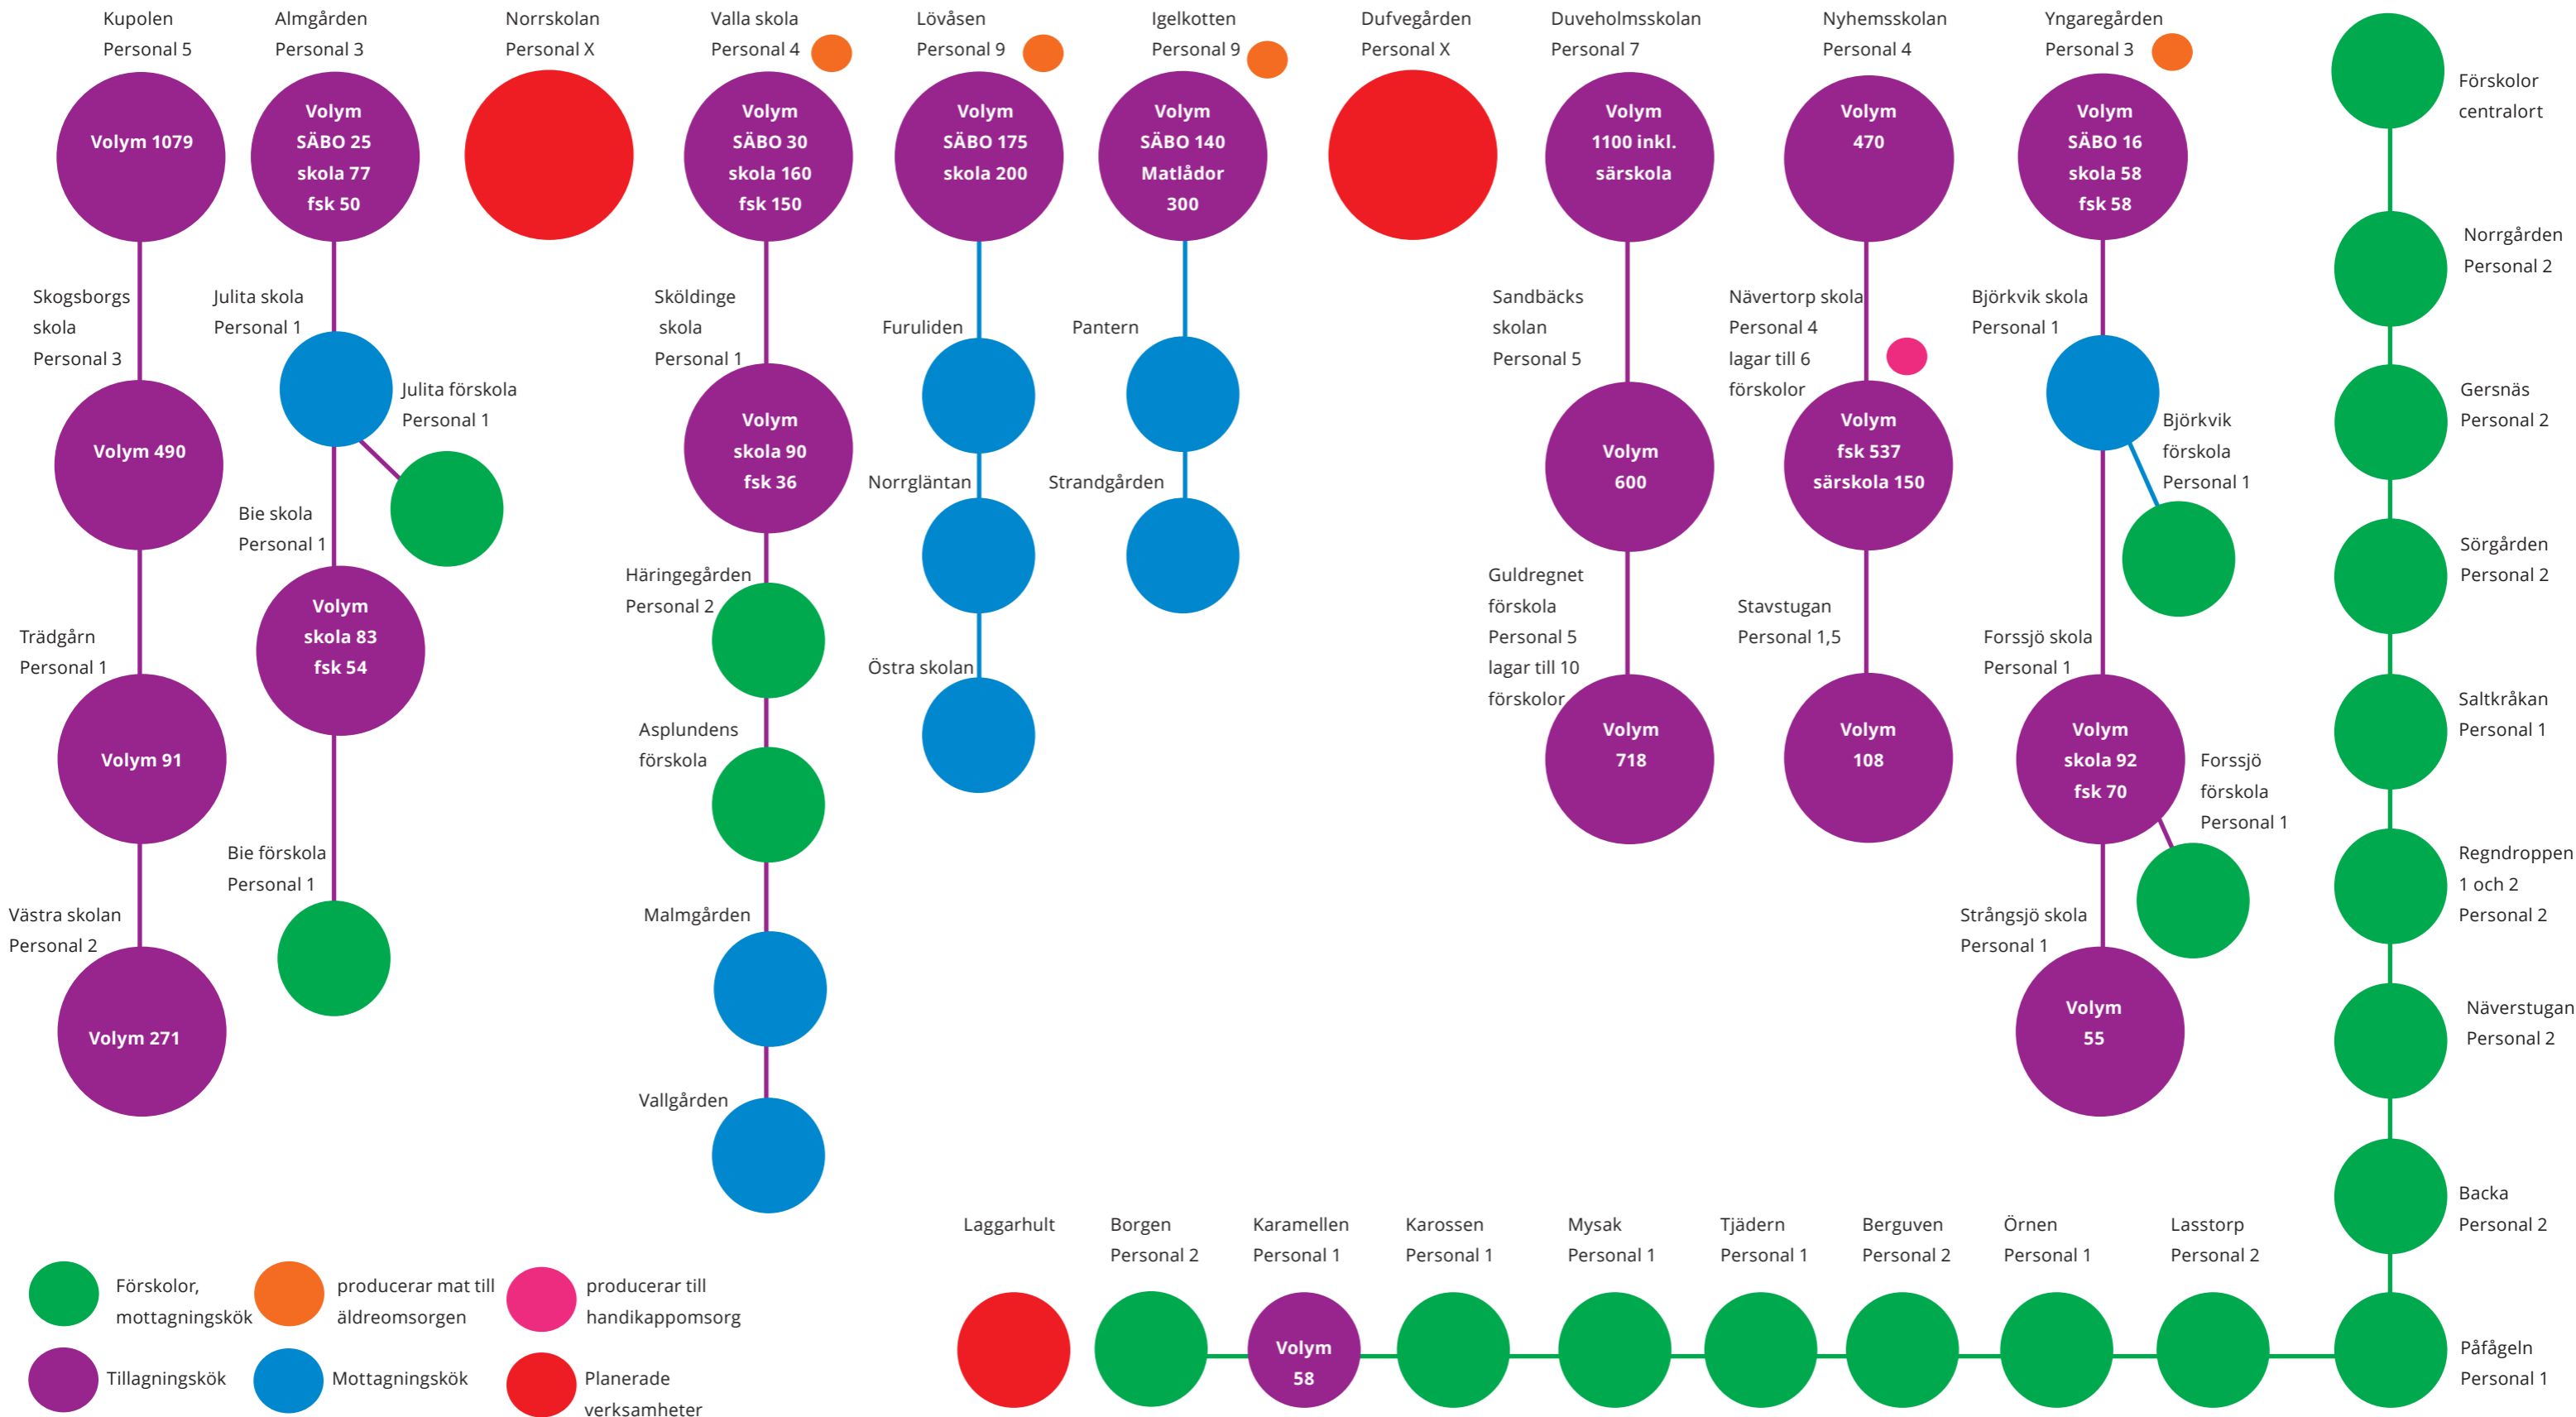 Kupolen
Personal 5
Volym 1079
Skogsborgs
skola
Personal 3
Volym 490
Trädgårn
Personal 1
Volym 91
Västra skolan
Personal 2
Volym 271
Almgården
Personal 3
Volym
SÄBO 25
skola 77
fsk 50
Julita skola
Personal 1
Julita förskola
Personal 1
Bie skola
Personal 1
Volym
skola 83
fsk 54
Bie förskola
Personal 1
Norrskolan
Personal X
Valla skola
Personal 4
Volym
SÄBO 30
skola 160
fsk 150
Sköldinge
skola
Personal 1
Volym
skola 90
fsk 36
Häringegården
Personal 2
Asplundens
förskola
Malmgården
Vallgården
Lövåsen
Personal 9
Volym
SÄBO 175
skola 200
Furuliden
Norrgläntan
Östra skolan
Igelkotten
Personal 9
Volym
SÄBO 140
Matlådor
300
Pantern
Strandgården
Dufvegården
Personal X
Duveholmsskolan
Personal 7
Volym
1100 inkl.
särskola
Sandbäcks
skolan
Personal 5
Volym
600
Guldregnet
förskola
Personal 5
lagar till 10
förskolor
Volym
718
Nyhemsskolan
Personal 4
Volym
470
Nävertorp skola
Personal 4
lagar till 6
förskolor
Volym
fsk 537
särskola 150
Stavstugan
Personal 1,5
Volym
108
Yngaregården
Personal 3
Volym
SÄBO 16
skola 58
fsk 58
Björkvik skola
Personal 1
Björkvik
förskola
Personal 1
Forssjö skola
Personal 1
Volym
skola 92
fsk 70
Forssjö
förskola
Personal 1
Strångsjö skola
Personal 1
Volym
55
Förskolor
centralort
Norrgården
Personal 2
Gersnäs
Personal 2
Sörgården
Personal 2
Saltkråkan
Personal 1
Regndroppen
1 och 2
Personal 2
Näverstugan
Personal 2
Backa
Personal 2
Påfågeln
Personal 1
Laggarhult
Borgen
Personal 2
Karamellen
Personal 1
Volym
58
Karossen
Personal 1
Mysak
Personal 1
Tjädern
Personal 1
Berguven
Personal 2
Örnen
Personal 1
Lasstorp
Personal 2
Förskolor,
mottagningskök
producerar mat till
äldreomsorgen
producerar till
handikappomsorg
Tillagningskök
Mottagningskök
Planerade
verksamheter